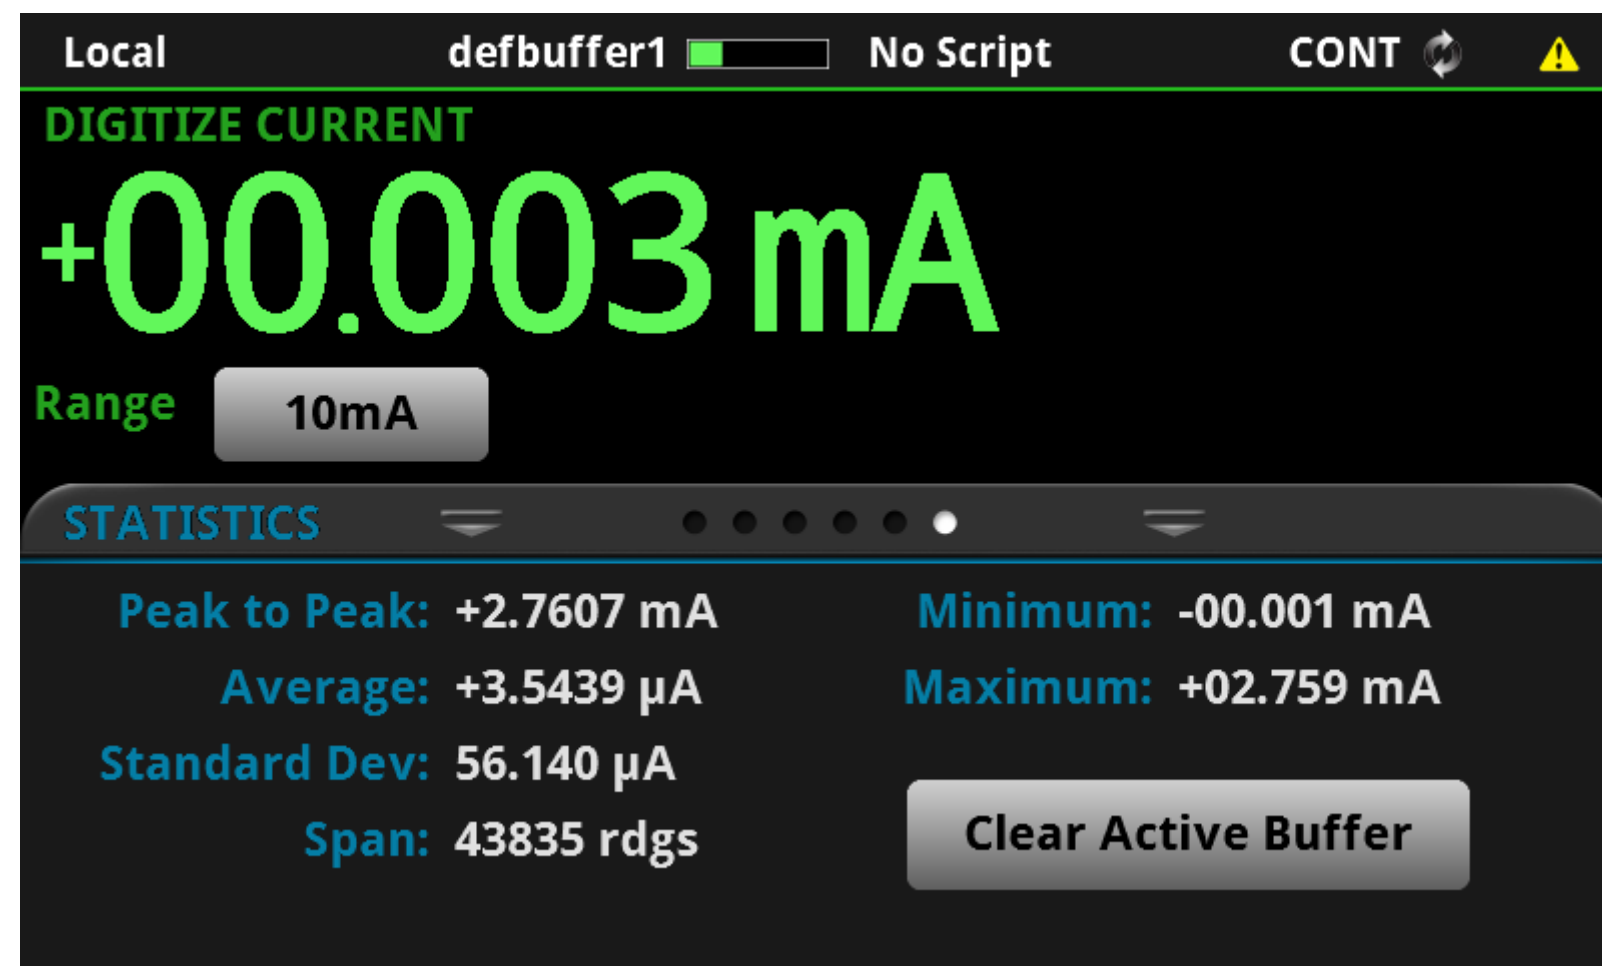 Local defbuffer1 No Script CONT
DIGITIZE CURRENT
+00.003 mA
Range 10mA
STATISTICS
Peak to Peak: +2.7607 mA Minimum: -00.001 mA
Average: +3.5439 µA Maximum: +02.759 mA
Standard Dev: 56.140 µA
Span: 43835 rdgs Clear Active Buffer